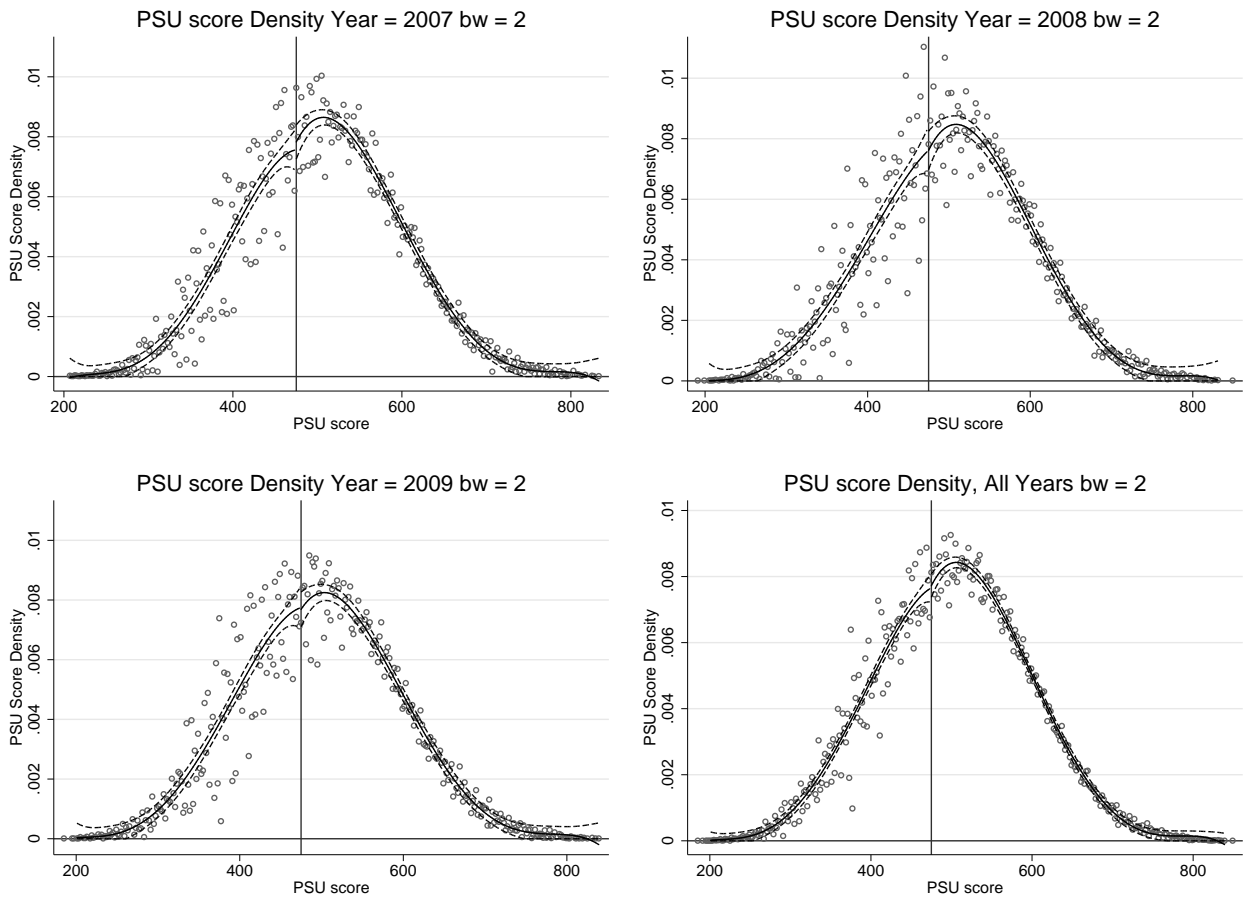 PSU score Density Year = 2007 bw = 2
PSU Score Density
.01
.008
.006
.004
.002
0
200 400 600 800
PSU score
PSU score Density Year = 2008 bw = 2
PSU Score Density
.01
.008
.006
.004
.002
0
200 400 600 800
PSU score
PSU score Density Year = 2009 bw = 2
PSU Score Density
.01
.008
.006
.004
.002
0
200 400 600 800
PSU score
PSU score Density, All Years bw = 2
PSU Score Density
.01
.008
.006
.004
.002
0
200 400 600 800
PSU score